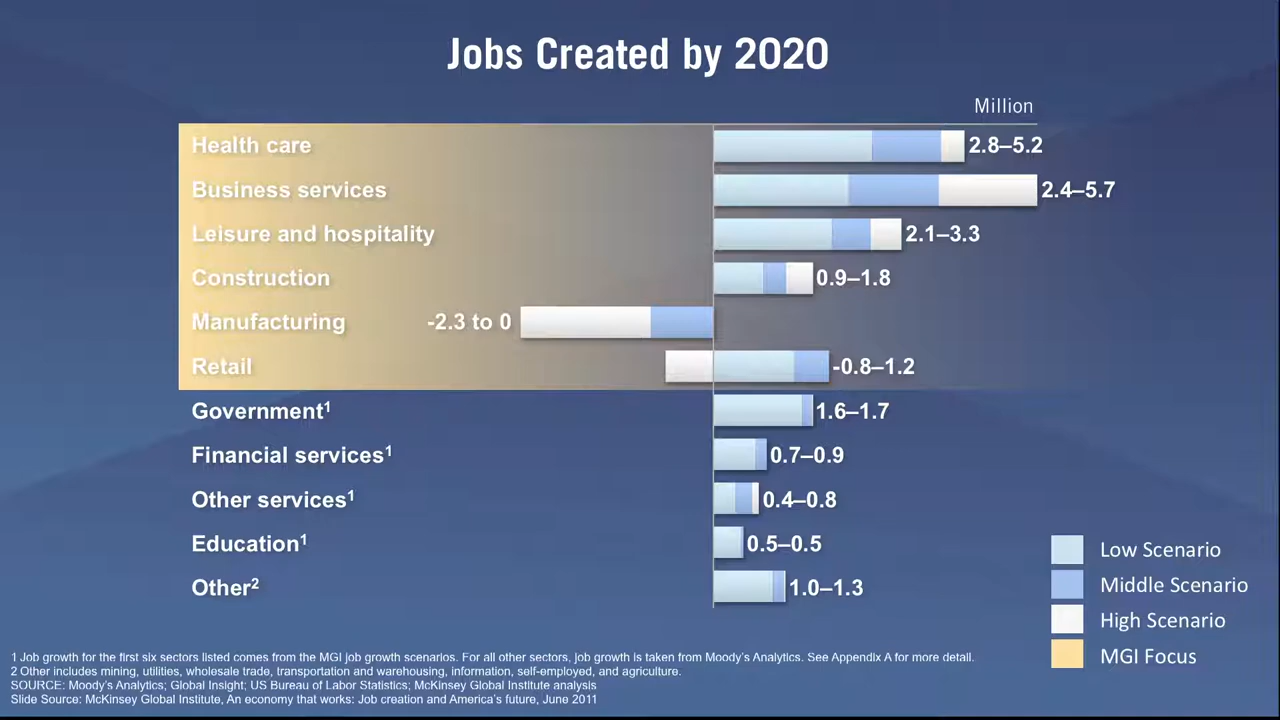 Jobs Created by 2020
Million
Health care 2.8–5.2
Business services 2.4–5.7
Leisure and hospitality 2.1–3.3
Construction 0.9–1.8
Manufacturing -2.3 to 0
Retail -0.8–1.2
Government¹ 1.6–1.7
Financial services¹ 0.7–0.9
Other services¹ 0.4–0.8
Education¹ 0.5–0.5
Other² 1.0–1.3
Low Scenario
Middle Scenario
High Scenario
MGI Focus
1 Job growth for the first six sectors listed comes from the MGI job growth scenarios. For all other sectors, job growth is taken from Moody's Analytics. See Appendix A for more detail.
2 Other includes mining, utilities, wholesale trade, transportation and warehousing, information, self-employed, and agriculture.
SOURCE: Moody's Analytics; Global Insight; US Bureau of Labor Statistics; McKinsey Global Institute analysis
Slide Source: McKinsey Global Institute, An economy that works: Job creation and America's future, June 2011